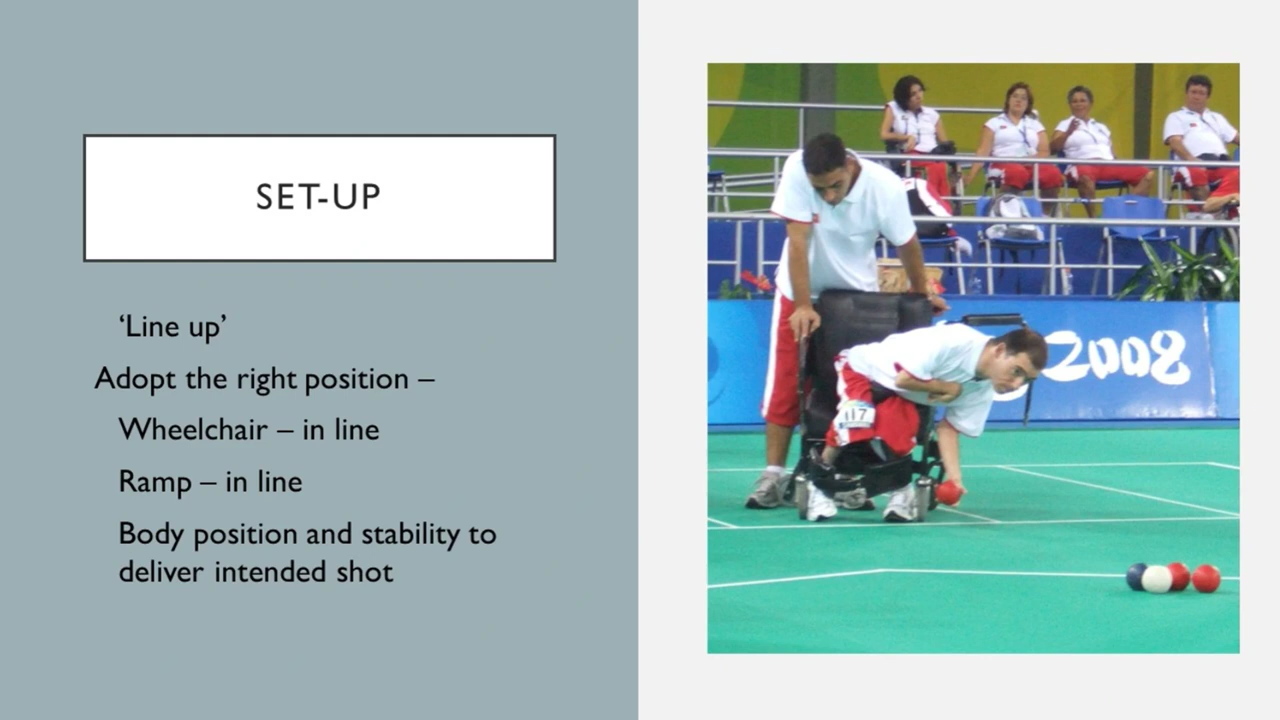 SET-UP
‘Line up’
Adopt the right position –
Wheelchair – in line
Ramp – in line
Body position and stability to
deliver intended shot
2008
117